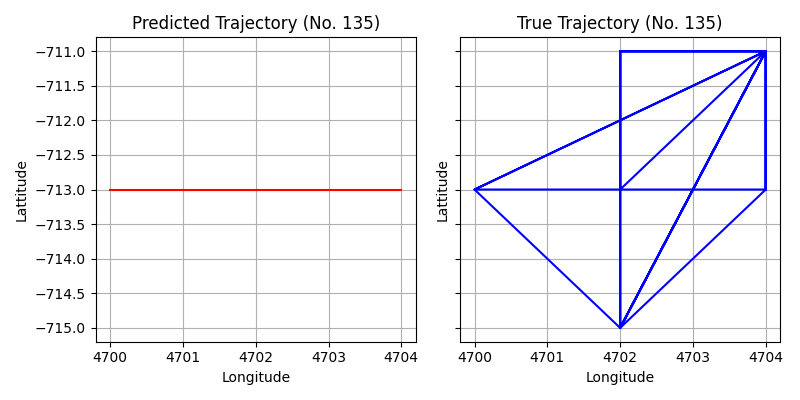 Predicted Trajectory (No. 135)
True Trajectory (No. 135)
−711.0
−711.5
−712.0
−712.5
−713.0
−713.5
−714.0
−714.5
−715.0
Lattitude
Lattitude
4700 4701 4702 4703 4704
4700 4701 4702 4703 4704
Longitude
Longitude